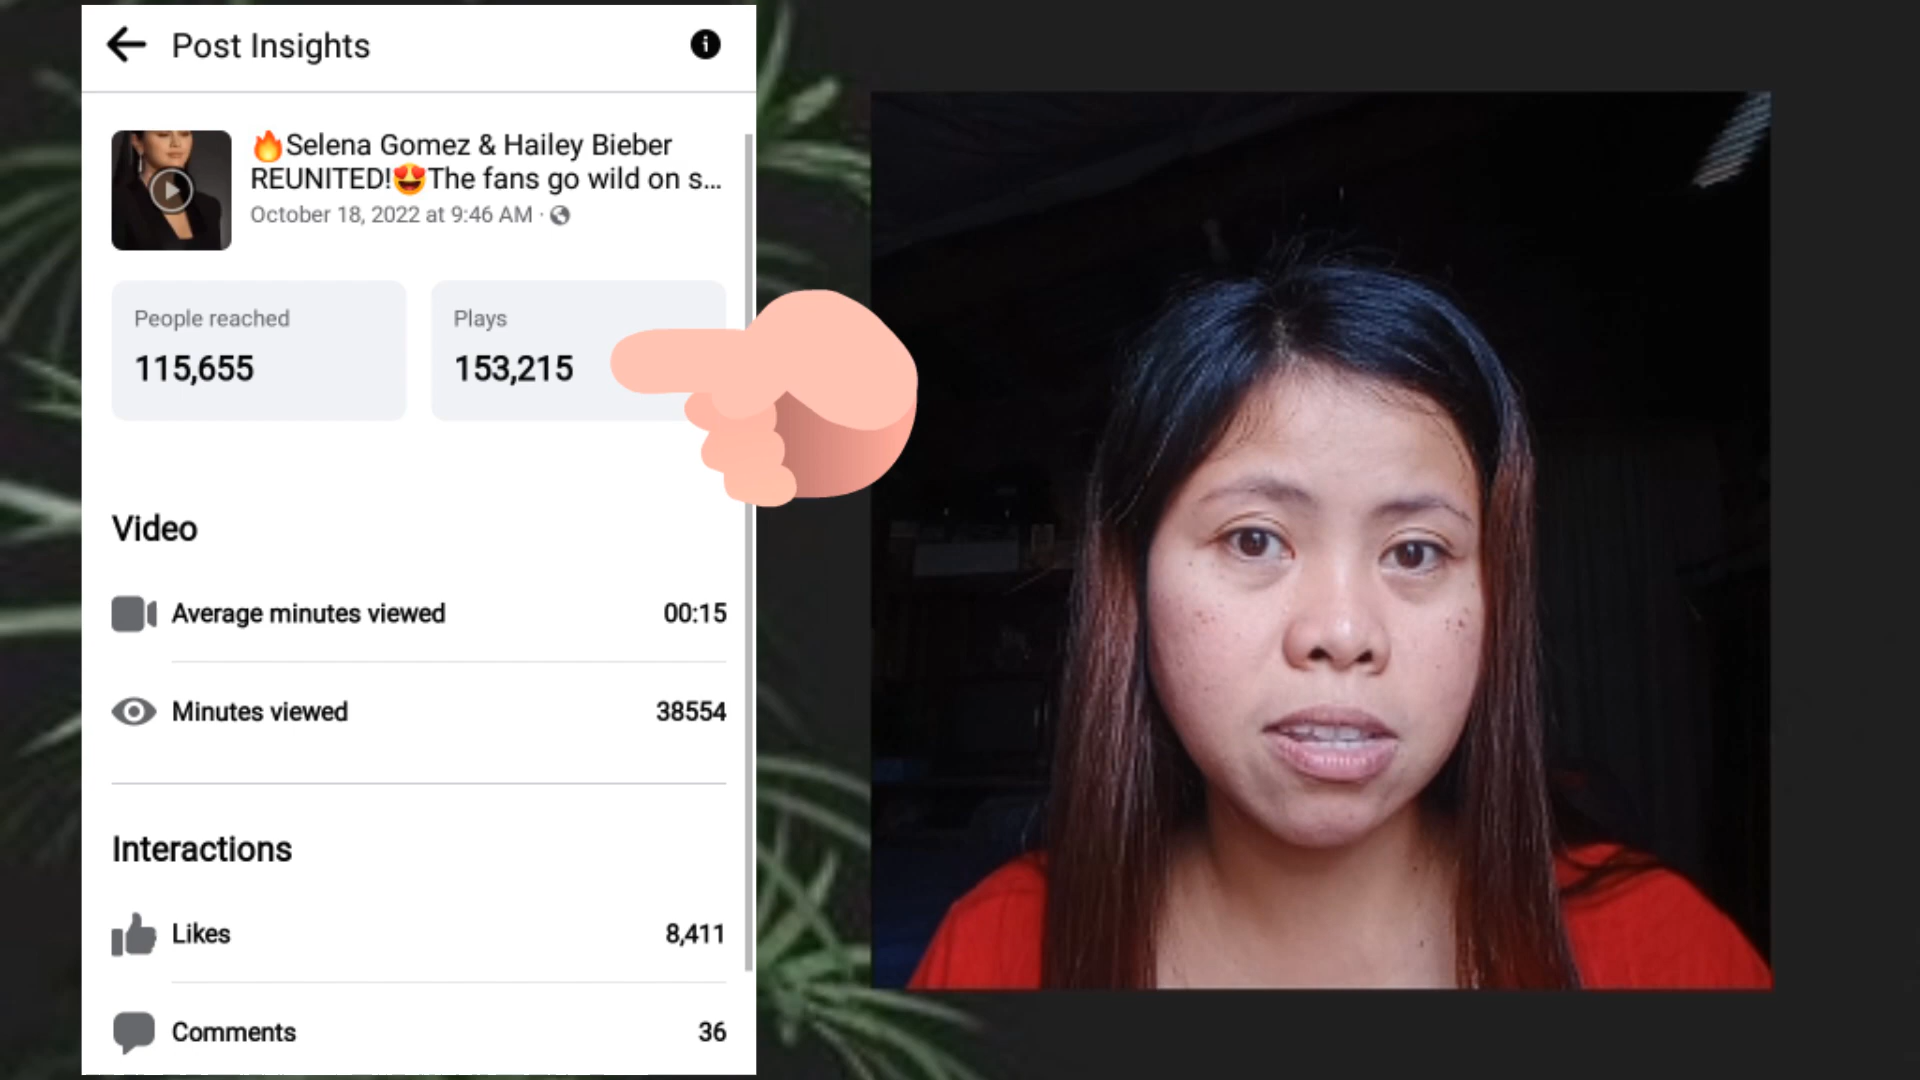 Post Insights
🔥Selena Gomez & Hailey Bieber
REUNITED!😍The fans go wild on s...
October 18, 2022 at 9:46 AM ·
People reached
Plays
115,655
153,215
Video
Average minutes viewed 00:15
Minutes viewed 38554
Interactions
Likes 8,411
Comments 36